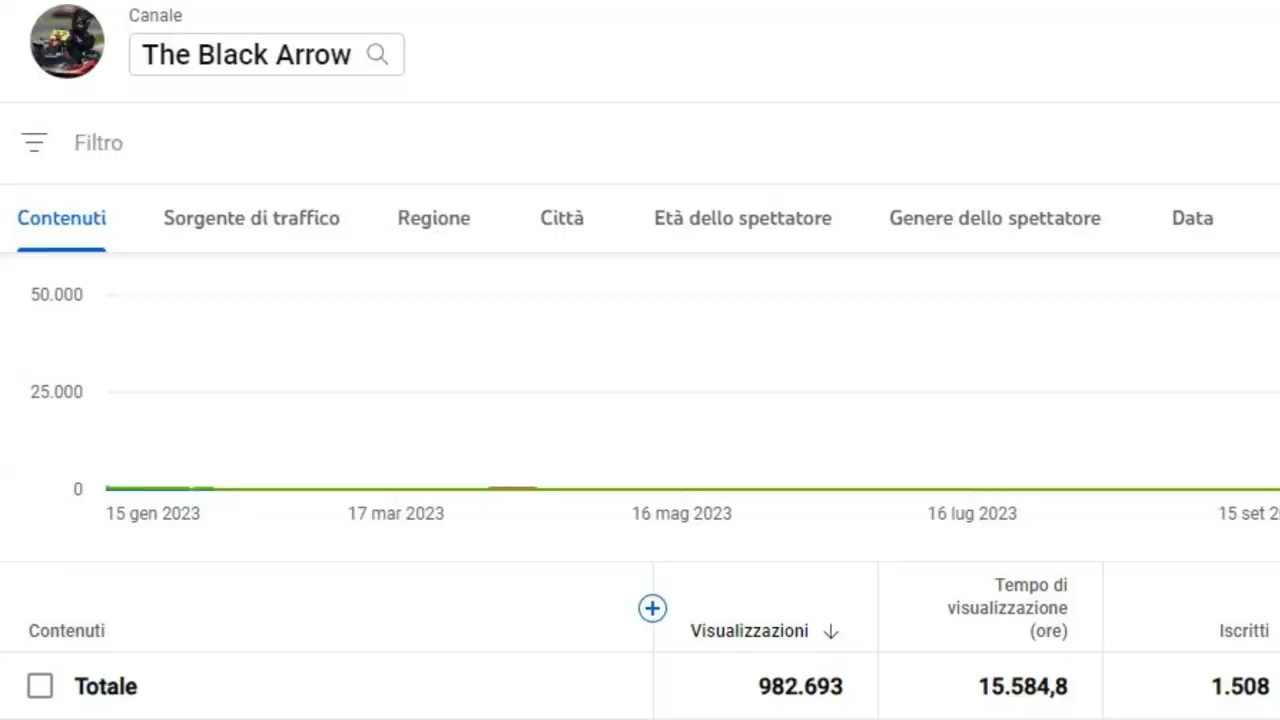 Canale
The Black Arrow
Filtro
Contenuti Sorgente di traffico Regione Città Età dello spettatore Genere dello spettatore Data
50.000
25.000
0
15 gen 2023 17 mar 2023 16 mag 2023 16 lug 2023 15 set 2
Contenuti
Visualizzazioni
Tempo di
visualizzazione
(ore)
Iscritti
Totale 982.693 15.584,8 1.508